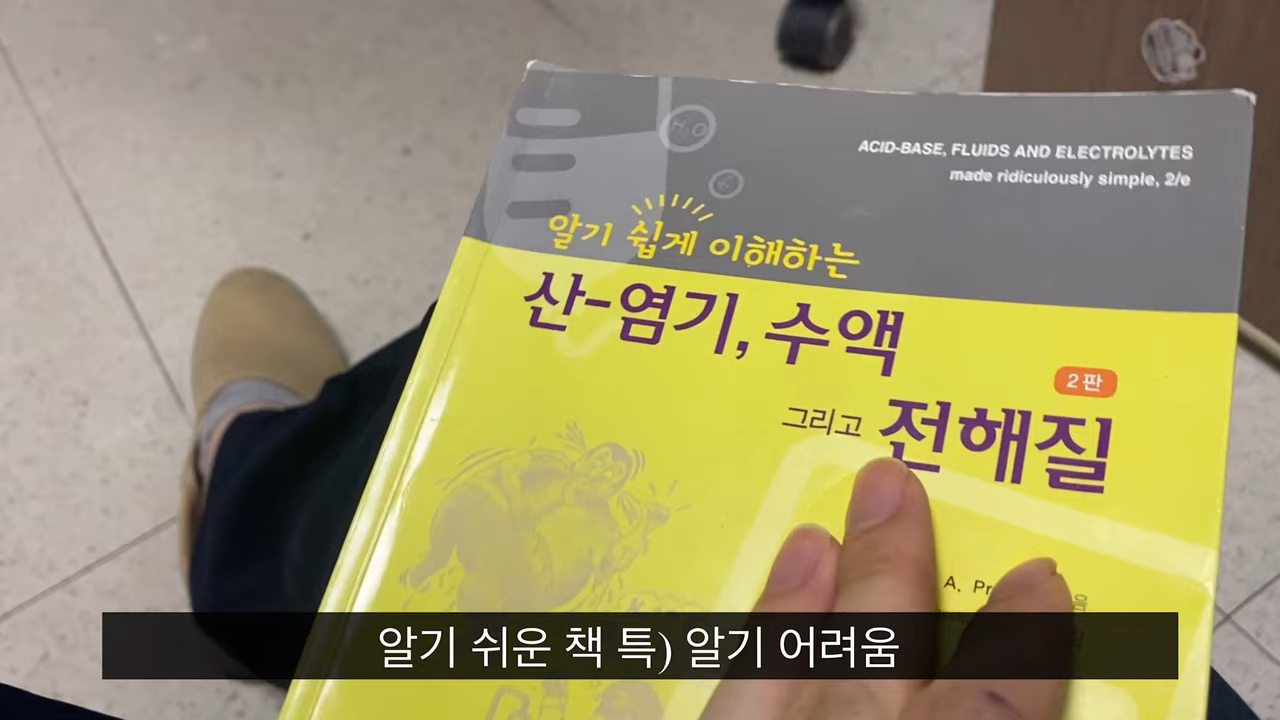 ACID-BASE, FLUIDS AND ELECTROLYTES
made ridiculously simple, 2/e
H₂O
알기 쉽게 이해하는
산-염기, 수액
2판
그리고 전해질
A.
알기 쉬운 책 특) 알기 어려움